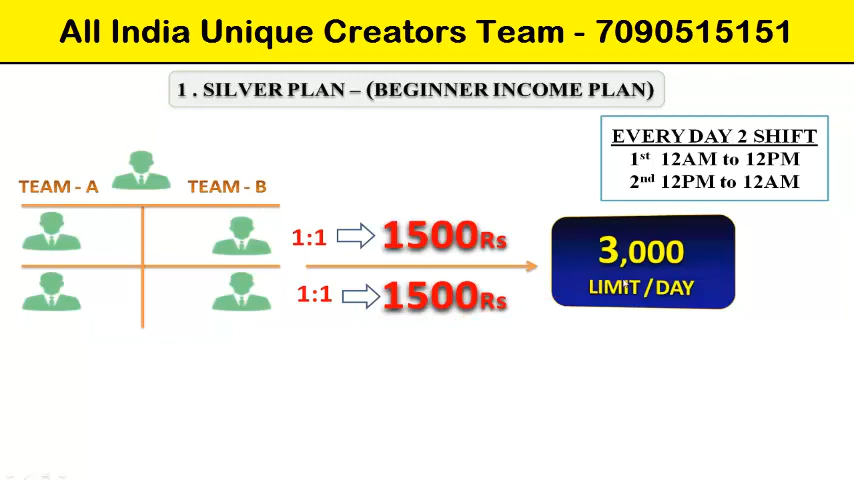 All India Unique Creators Team - 7090515151
1 . SILVER PLAN – (BEGINNER INCOME PLAN)
EVERY DAY 2 SHIFT
1st 12AM to 12PM
2nd 12PM to 12AM
TEAM - A
TEAM - B
1:1 1500Rs
1:1 1500Rs
3,000
LIMIT / DAY